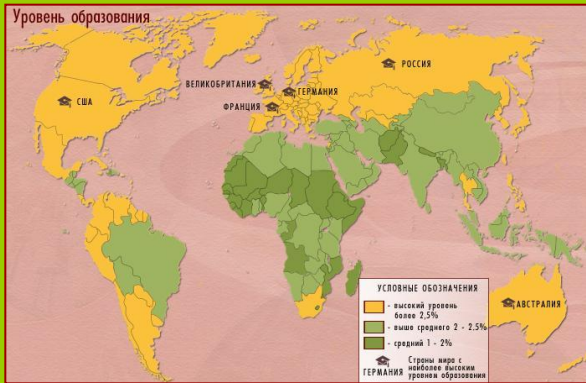 Уровень образования
РОССИЯ
ВЕЛИКОБРИТАНИЯ
ГЕРМАНИЯ
США
ФРАНЦИЯ
УСЛОВНЫЕ ОБОЗНАЧЕНИЯ
- высокий уровень
более 2,5%
- выше среднего 2 - 2,5%
- средний 1 - 2%
Страны мира с
наиболее высоким
уровнем образования
ГЕРМАНИЯ
АВСТРАЛИЯ